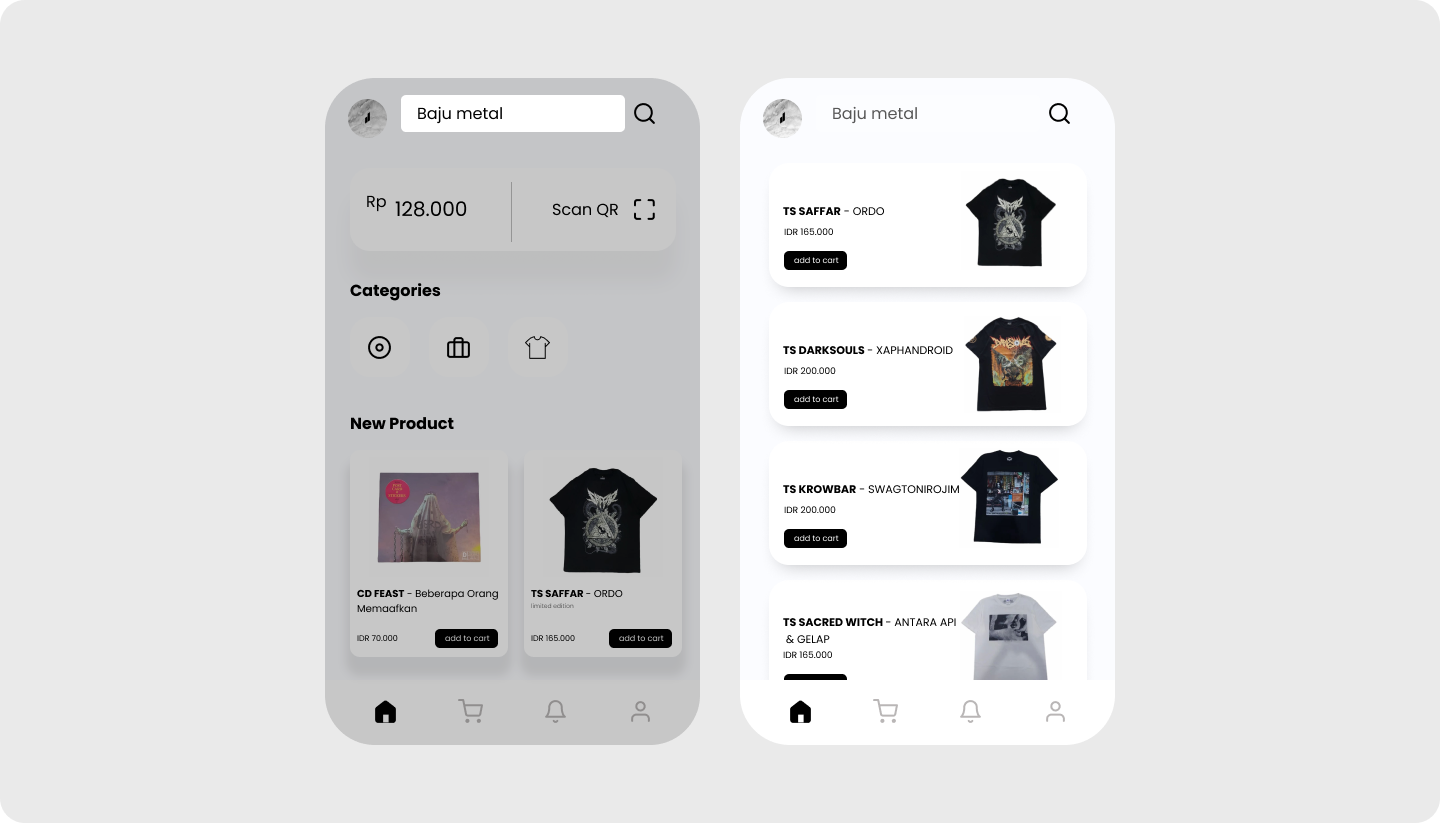 Baju metal
Rp 128.000
Scan QR
Categories
New Product
CD FEAST - Beberapa Orang
Memaafkan
IDR 70.000
add to cart
TS SAFFAR - ORDO
limited edition
IDR 165.000
add to cart
Baju metal
TS SAFFAR - ORDO
IDR 165.000
add to cart
TS DARKSOULS - XAPHANDROID
IDR 200.000
add to cart
TS KROWBAR - SWAGTONIROJIM
IDR 200.000
add to cart
TS SACRED WITCH - ANTARA API
& GELAP
IDR 165.000